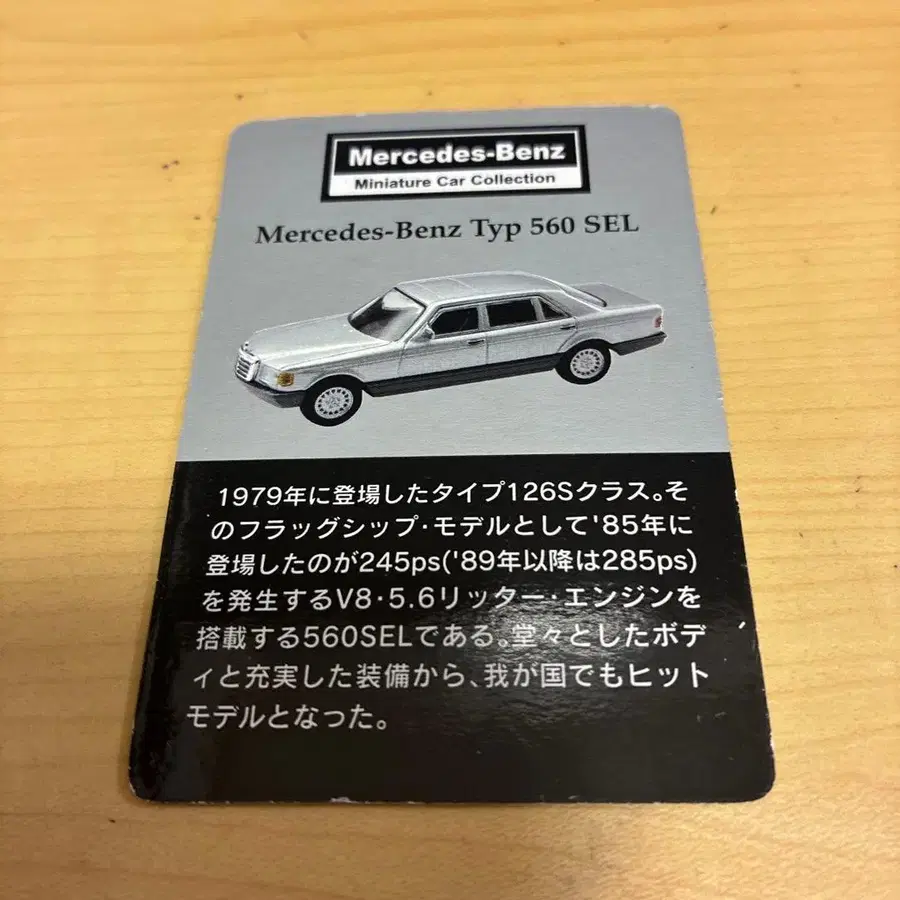 Mercedes-Benz
Miniature Car Collection
Mercedes-Benz Typ 560 SEL
1979年に登場したタイプ126Sクラス。そ
のフラッグシップ・モデルとして'85年に
登場したのが245ps('89年以降は285ps)
を発生するV8・5.6リッター・エンジンを
搭載する560SELである。堂々としたボデ
ィと充実した装備から、我が国でもヒット
モデルとなった。